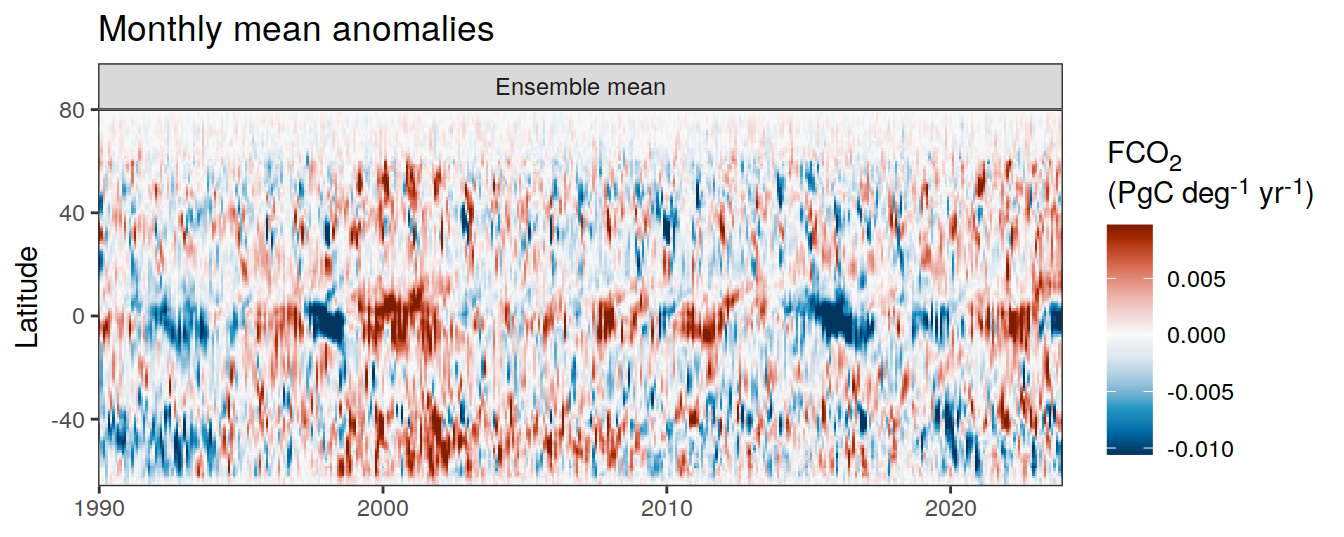 Monthly mean anomalies
Ensemble mean
80
40
0
-40
Latitude
1990 2000 2010 2020
FCO₂
(PgC deg⁻¹ yr⁻¹)
0.005
0.000
-0.005
-0.010